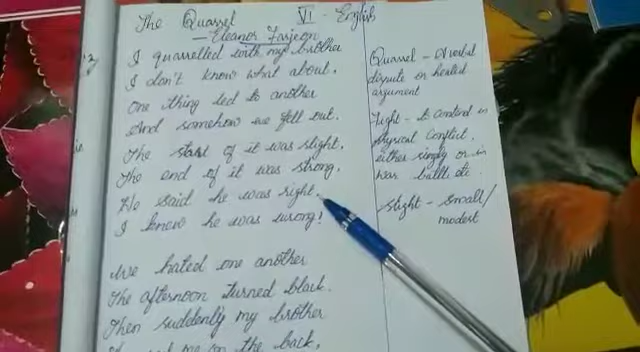 The Quarrel VI - English
- Eleanor Farjeon
I quarrelled with my brother
I don't know what about.
One thing led to another
And somehow we fell out.
The start of it was slight.
The end of it was strong.
He said he was right.
I knew he was wrong!
We hated one another
The afternoon turned black.
Then suddenly my brother
me on the back,
Quarrel - A verbal
dispute or heated
argument
Fight - to contend in
physical conflict.
either singly or in
war battle etc.
slight - small/
modest